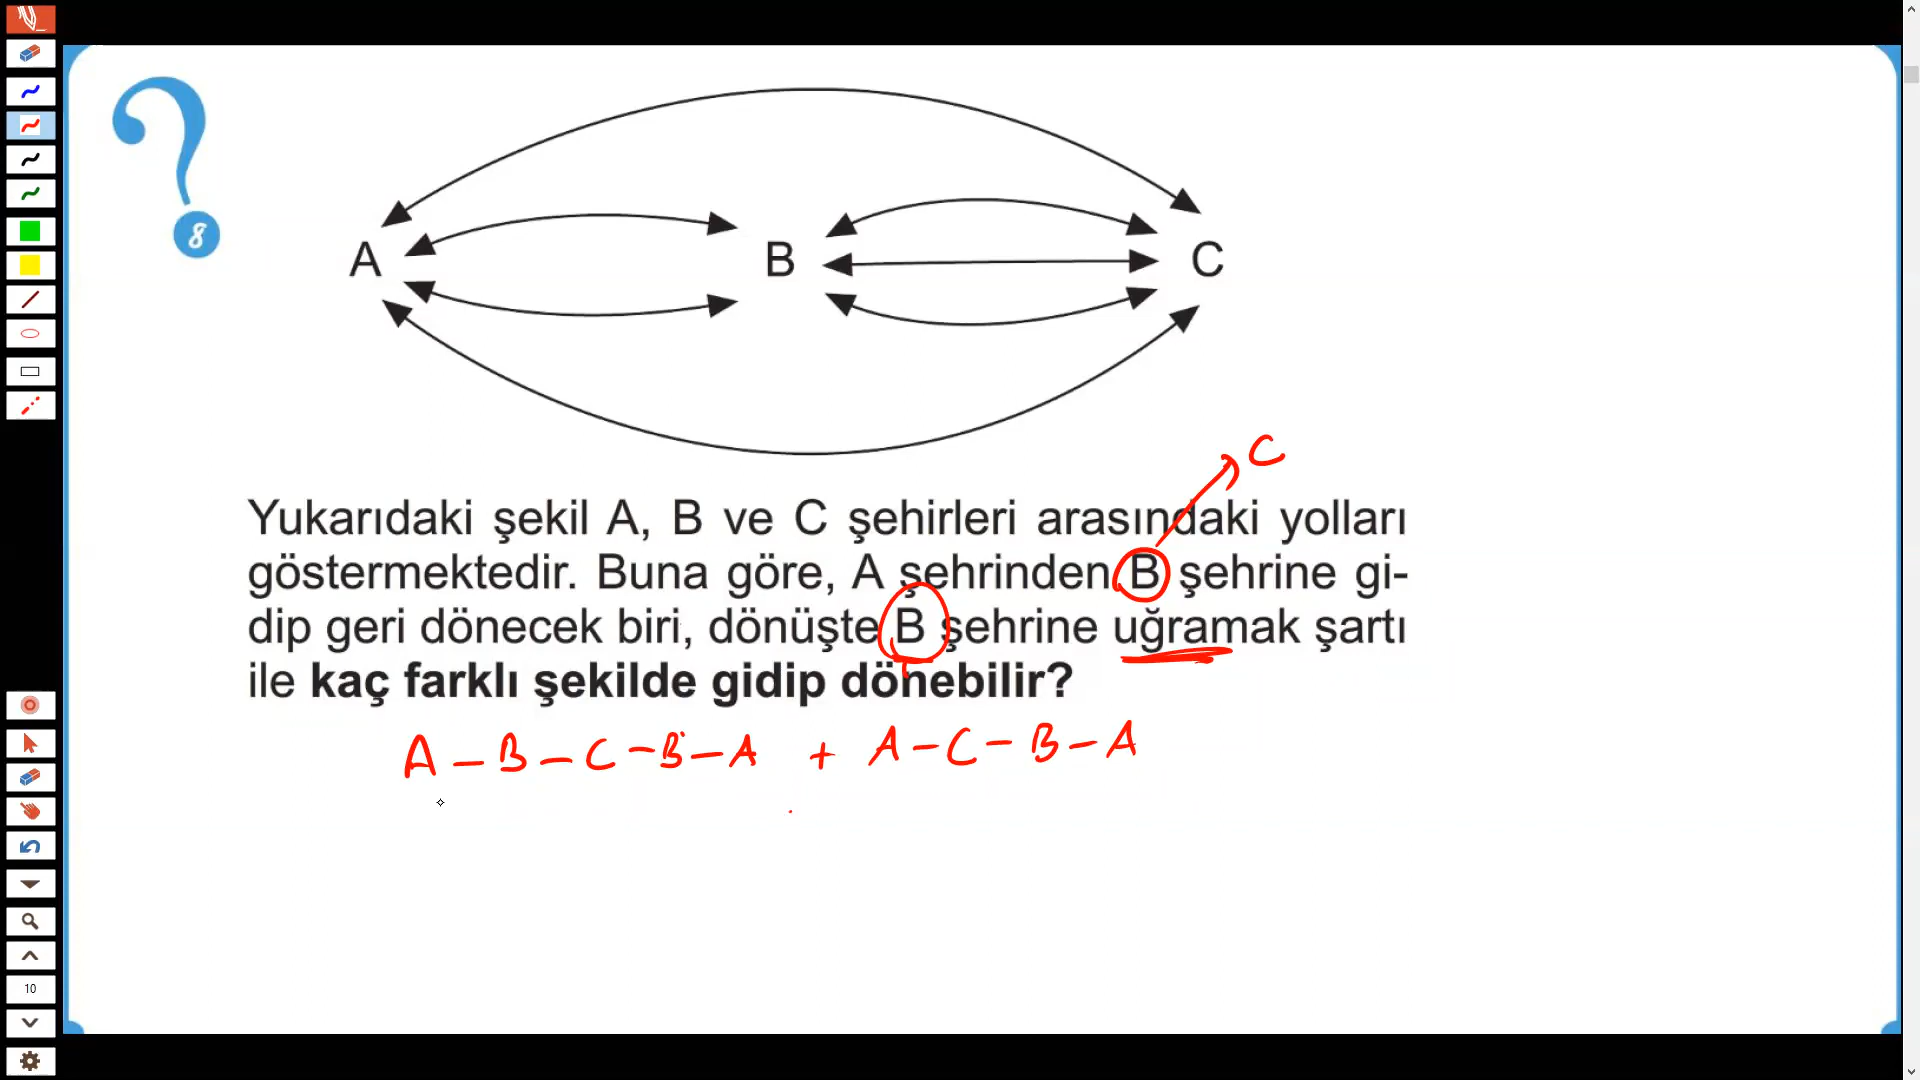 8
A B C
C
Yukarıdaki şekil A, B ve C şehirleri arasındaki yolları
göstermektedir. Buna göre, A şehrinden B şehrine gi-
dip geri dönecek biri, dönüşte B şehrine uğramak şartı
ile kaç farklı şekilde gidip dönebilir?
A - B - C - B - A + A - C - B - A
10